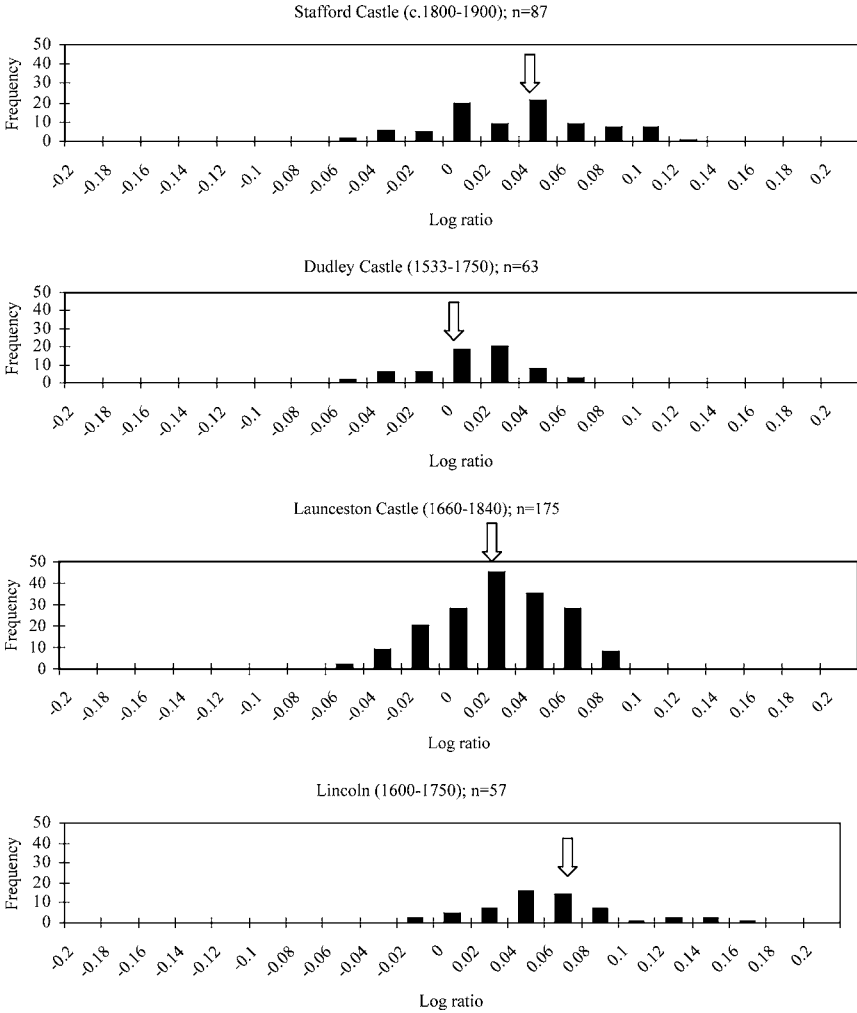 Stafford Castle (c.1800-1900); n=87
50
40
30
20
10
0
Frequency
-0.2 -0.18 -0.16 -0.14 -0.12 -0.1 -0.08 -0.06 -0.04 -0.02 0 0.02 0.04 0.06 0.08 0.1 0.12 0.14 0.16 0.18 0.2
Log ratio
Dudley Castle (1533-1750); n=63
50
40
30
20
10
0
Frequency
-0.2 -0.18 -0.16 -0.14 -0.12 -0.1 -0.08 -0.06 -0.04 -0.02 0 0.02 0.04 0.06 0.08 0.1 0.12 0.14 0.16 0.18 0.2
Log ratio
Launceston Castle (1660-1840); n=175
50
40
30
20
10
0
Frequency
-0.2 -0.18 -0.16 -0.14 -0.12 -0.1 -0.08 -0.06 -0.04 -0.02 0 0.02 0.04 0.06 0.08 0.1 0.12 0.14 0.16 0.18 0.2
Log ratio
Lincoln (1600-1750); n=57
50
40
30
20
10
0
Frequency
-0.2 -0.18 -0.16 -0.14 -0.12 -0.1 -0.08 -0.06 -0.04 -0.02 0 0.02 0.04 0.06 0.08 0.1 0.12 0.14 0.16 0.18 0.2
Log ratio